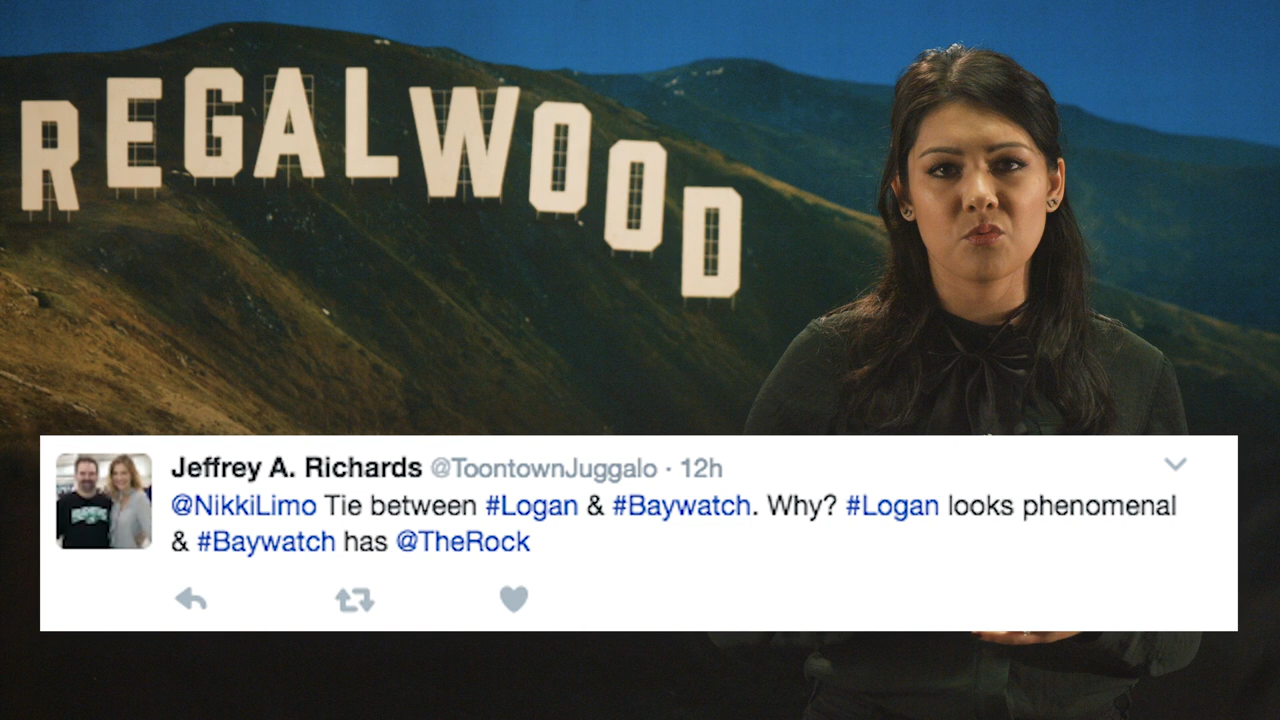 REGALWOOD
Jeffrey A. Richards @ToontownJuggalo · 12h
@NikkiLimo Tie between #Logan & #Baywatch. Why? #Logan looks phenomenal
& #Baywatch has @TheRock